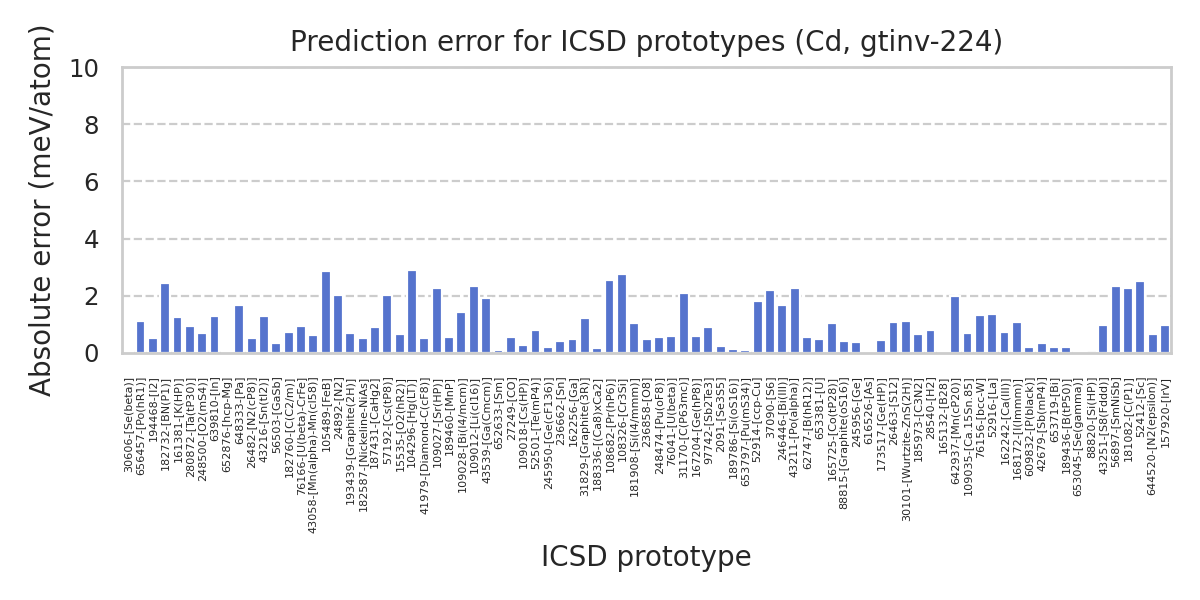 Prediction error for ICSD prototypes (Cd, gtinv-224)
Absolute error (meV/atom)
10
8
6
4
2
0
30606-[Se(beta)]
656457-[Po(hR1)]
194468-[I2]
182732-[BN(P1)]
161381-[K(HP)]
280872-[Ta(tP30)]
248500-[O2(mS4)]
639810-[In]
652876-[hcp-Mg]
648333-[Pa]
26482-[N2(cP8)]
43216-[Sn(tI2)]
56503-[GaSb]
182760-[C(C2/m)]
76166-[U(beta)-CrFe]
43058-[Mn(alpha)-Mn(cI58)]
105489-[FeB]
24892-[N2]
193439-[Graphite(2H)]
182587-[Nickeline-NiAs]
187431-[CaHg2]
57192-[Cs(tP8)]
15535-[O2(hR2)]
104296-[Hg(LT)]
41979-[Diamond-C(cF8)]
109027-[Sr(HP)]
189460-[MnP]
109028-[Bi(I4/mcm)]
109012-[Li(cI16)]
43539-[Ga(Cmcm)]
652633-[Sm]
27249-[CO]
109018-[Cs(HP)]
52501-[Te(mP4)]
245950-[Ge(cF136)]
236662-[Sn]
162256-[Ga]
31829-[Graphite(3R)]
188336-[(Ca8)xCa2]
108682-[Pr(hP6)]
108326-[Cr3Si]
181908-[Si(I4/mmm)]
236858-[O8]
248474-[Pu(oF8)]
76041-[U(beta)]
31170-[C(P63mc)]
167204-[Ge(hP8)]
97742-[Sb2Te3]
2091-[Se3S5]
189786-[Si(oS16)]
653797-[Pu(mS34)]
52914-[ccp-Cu]
37090-[S6]
246446-[Bi(III)]
43211-[Po(alpha)]
62747-[B(hR12)]
653381-[U]
165725-[Co(tP28)]
88815-[Graphite(oS16)]
245956-[Ge]
616526-[As]
173517-[Ge(HP)]
26463-[S12]
30101-[Wurtzite-ZnS(2H)]
185973-[C3N2]
28540-[H2]
165132-[B28]
642937-[Mn(cP20)]
109035-[Ca.15Sn.85]
76156-[bcc-W]
52916-[La]
162242-[Ca(III)]
168172-[I(Immm)]
609832-[P(black)]
42679-[Sb(mP4)]
653719-[Bi]
189436-[B(tP50)]
653045-[Se(gamma)]
88820-[Si(HP)]
43251-[S8(Fddd)]
56897-[SmNiSb]
181082-[C(P1)]
52412-[Sc]
644520-[N2(epsilon)]
157920-[IrV]
ICSD prototype